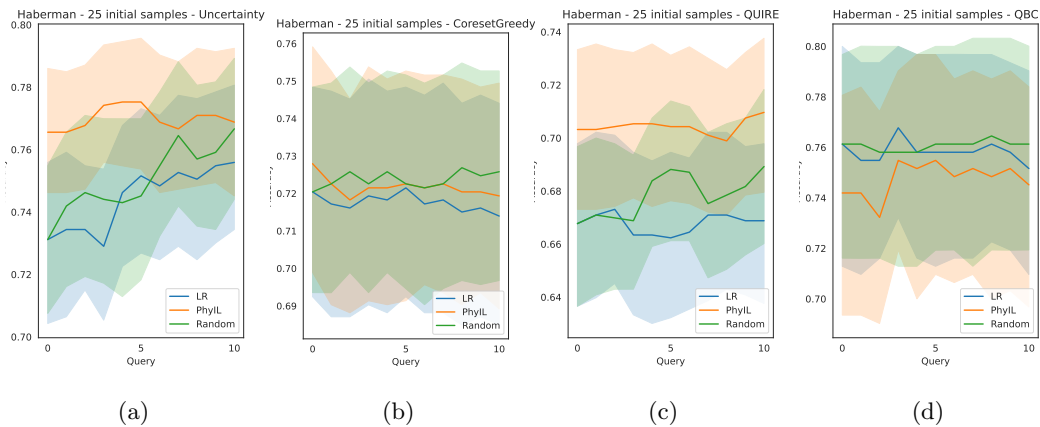 Haberman - 25 initial samples - Uncertainty
0.80
0.78
0.76
0.74
0.72
0.70
0
5
10
Query
LR
PhyIL
Random
(a)
Haberman - 25 initial samples - CoresetGreedy
0.76
0.75
0.74
0.73
0.72
0.71
0.70
0.69
0
5
10
Query
LR
PhyIL
Random
(b)
Haberman - 25 initial samples - QUIRE
0.74
0.72
0.70
0.68
0.66
0.64
0
5
10
Query
LR
PhyIL
Random
(c)
Haberman - 25 initial samples - QBC
0.80
0.78
0.76
0.74
0.72
0.70
0
5
10
Query
LR
PhyIL
Random
(d)